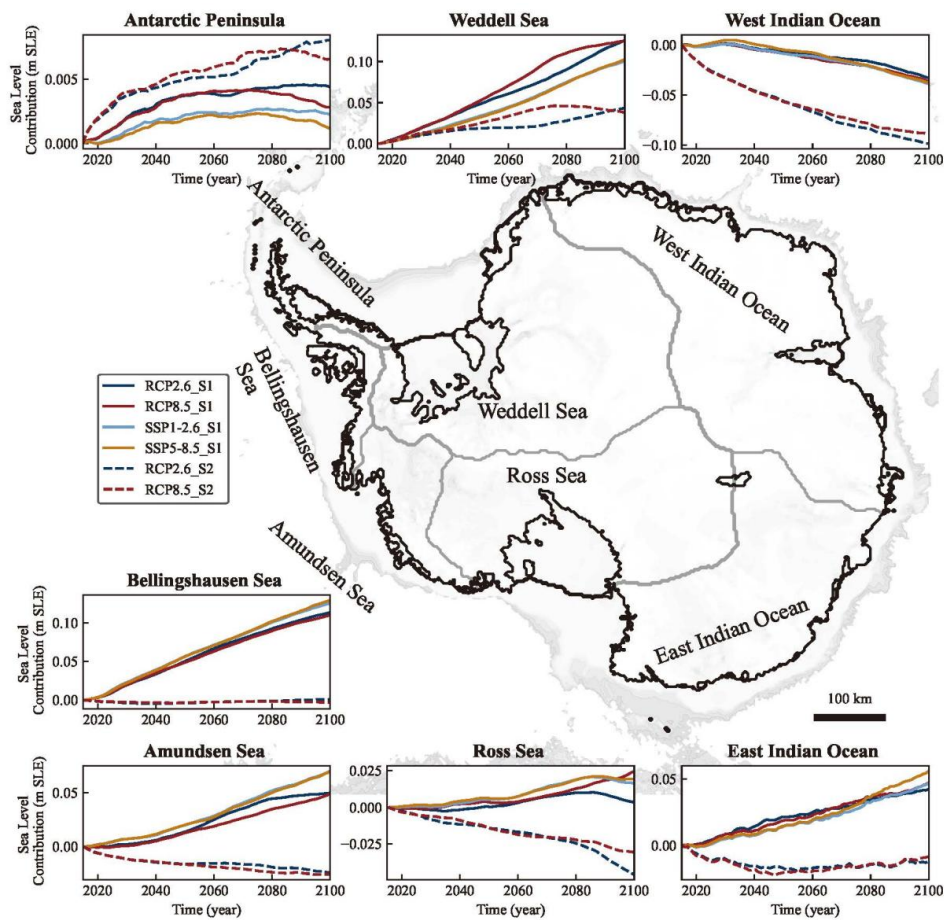 Antarctic Peninsula
Weddell Sea
West Indian Ocean
Sea Level
Contribution (m SLE)
0.005
0.000
2020 2040 2060 2080 2100
Time (year)
0.10
0.05
0.00
2020 2040 2060 2080 2100
Time (year)
0.00
−0.05
−0.10
2020 2040 2060 2080 2100
Time (year)
Antarctic Peninsula
West Indian Ocean
Bellingshausen
Sea
RCP2.6_S1
RCP8.5_S1
SSP1-2.6_S1
SSP5-8.5_S1
RCP2.6_S2
RCP8.5_S2
Weddell Sea
Ross Sea
Amundsen Sea
East Indian Ocean
100 km
Bellingshausen Sea
Sea Level
Contribution (m SLE)
0.10
0.05
0.00
2020 2040 2060 2080 2100
Amundsen Sea
Ross Sea
East Indian Ocean
Sea Level
Contribution (m SLE)
0.05
0.00
2020 2040 2060 2080 2100
Time (year)
0.025
0.000
−0.025
2020 2040 2060 2080 2100
Time (year)
0.05
0.00
2020 2040 2060 2080 2100
Time (year)